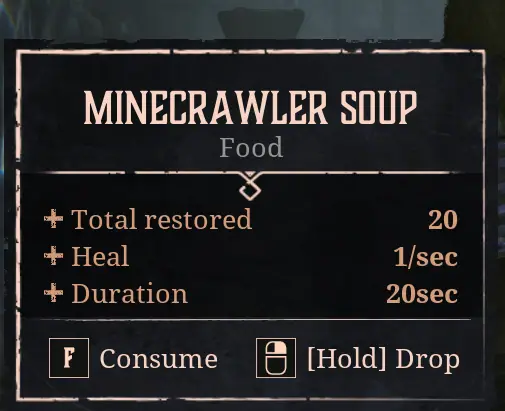 MINECRAWLER SOUP
Food
Total restored 20
Heal 1/sec
Duration 20sec
F Consume [Hold] Drop